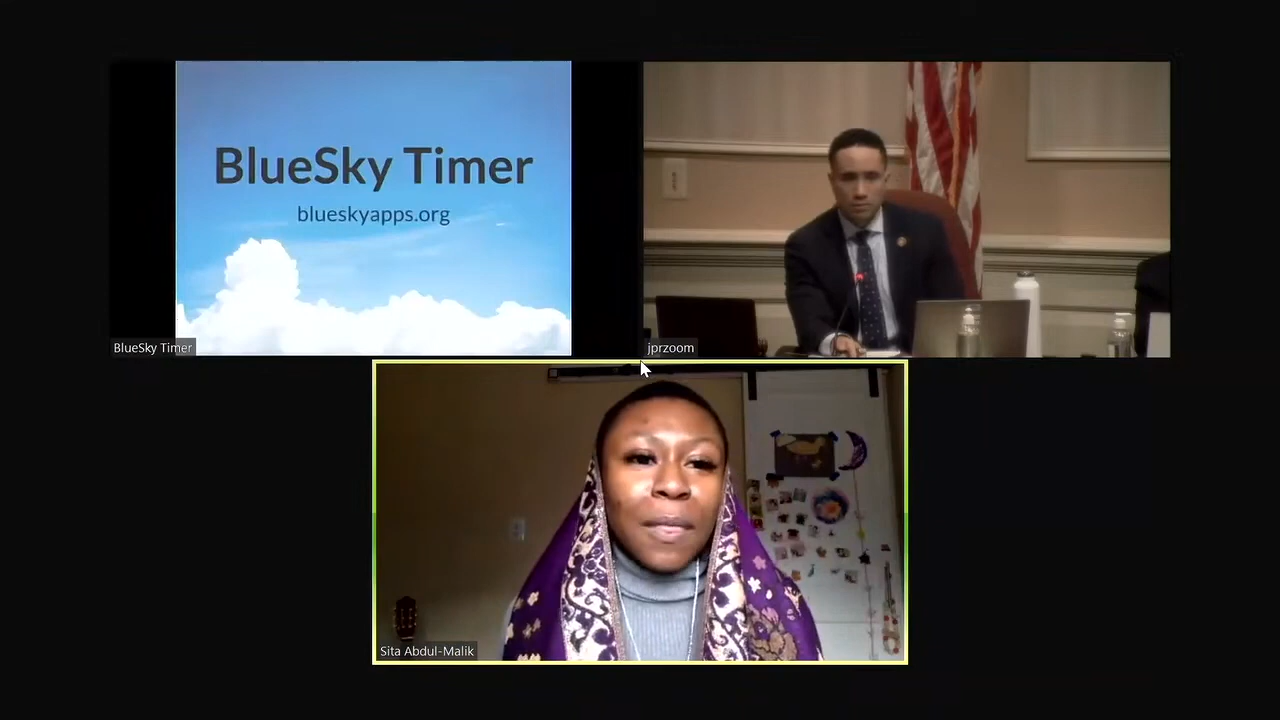 BlueSky Timer
blueskyapps.org
BlueSky Timer
jprzoom
Sita Abdul-Malik